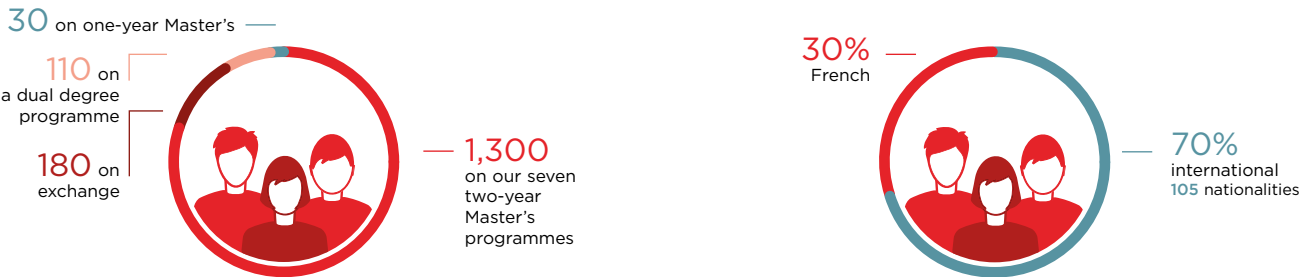 30 on one-year Master's
110 on
a dual degree
programme
180 on
exchange
1,300
on our seven
two-year
Master's
programmes
30%
French
70%
international
105 nationalities